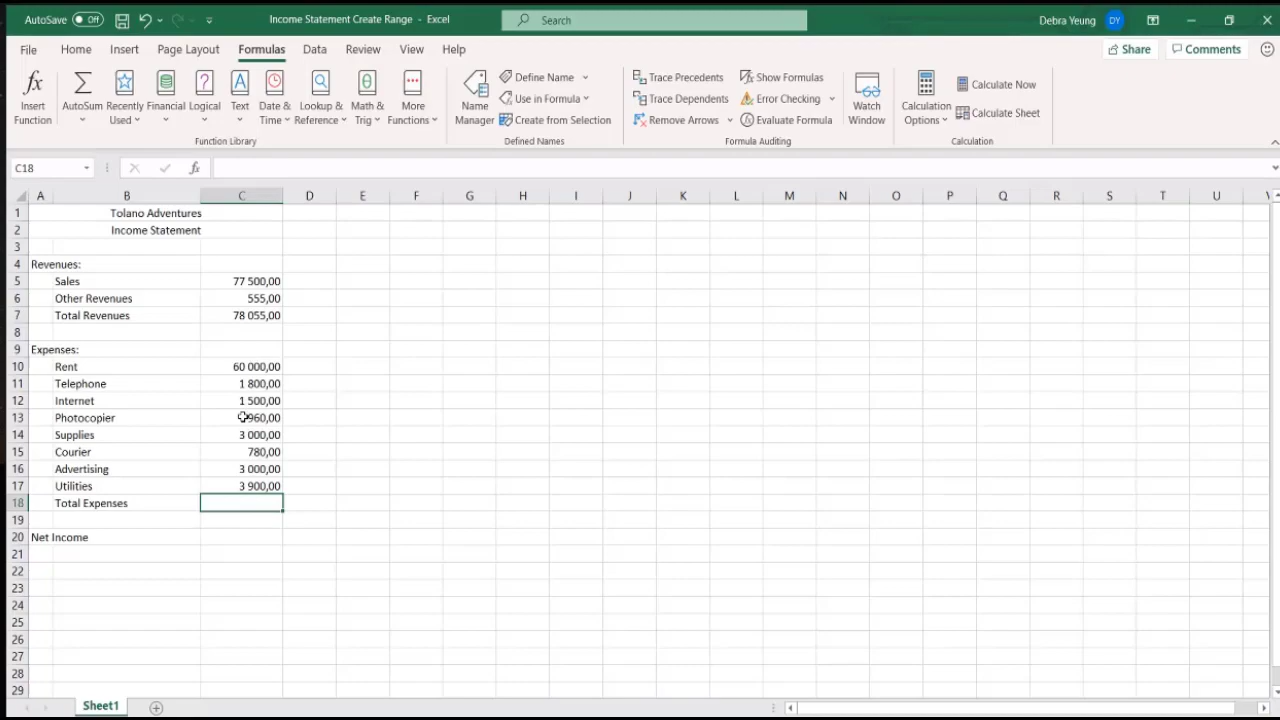 AutoSave Off Income Statement Create Range - Excel Search Debra Yeung DY
File Home Insert Page Layout Formulas Data Review View Help Share Comments
Insert Function AutoSum Recently Used Financial Logical Text Date & Time Lookup & Reference Math & Trig More Functions Name Manager Define Name Use in Formula Create from Selection Trace Precedents Trace Dependents Remove Arrows Show Formulas Error Checking Evaluate Formula Watch Window Calculation Options Calculate Now Calculate Sheet
Function Library Defined Names Formula Auditing Calculation
C18 fx
A B C D E F G H I J K L M N O P Q R S T U
1 Tolano Adventures
2 Income Statement
3
4 Revenues:
5 Sales 77 500,00
6 Other Revenues 555,00
7 Total Revenues 78 055,00
8
9 Expenses:
10 Rent 60 000,00
11 Telephone 1 800,00
12 Internet 1 500,00
13 Photocopier 960,00
14 Supplies 3 000,00
15 Courier 780,00
16 Advertising 3 000,00
17 Utilities 3 900,00
18 Total Expenses
19
20 Net Income
21
22
23
24
25
26
27
28
29
Sheet1